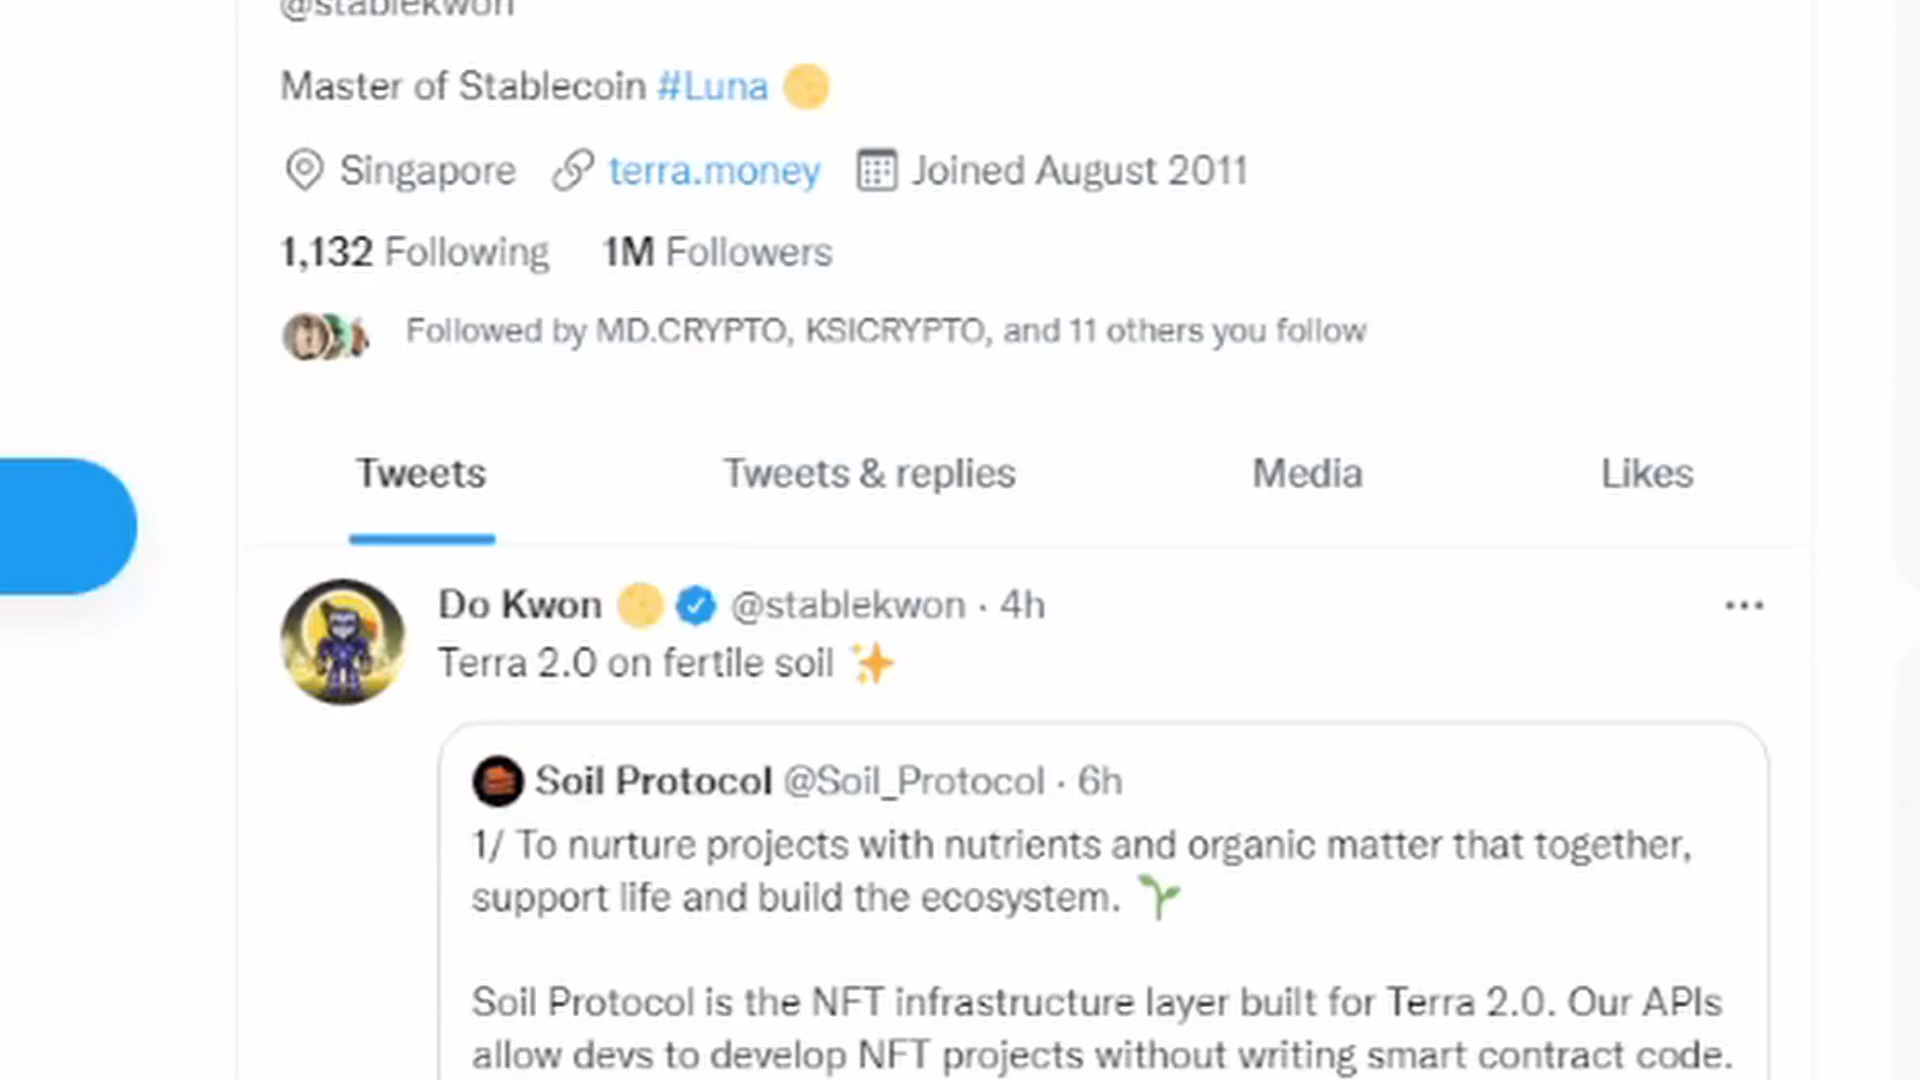 @stablekwon
Master of Stablecoin #Luna
Singapore terra.money Joined August 2011
1,132 Following 1M Followers
Followed by MD.CRYPTO, KSICRYPTO, and 11 others you follow
Tweets Tweets & replies Media Likes
Do Kwon @stablekwon · 4h
Terra 2.0 on fertile soil
Soil Protocol @Soil_Protocol · 6h
1/ To nurture projects with nutrients and organic matter that together,
support life and build the ecosystem.
Soil Protocol is the NFT infrastructure layer built for Terra 2.0. Our APIs
allow devs to develop NFT projects without writing smart contract code.